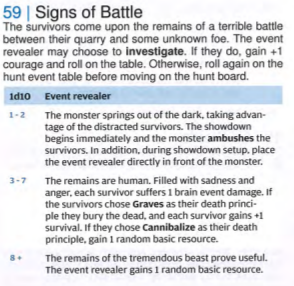 59 | Signs of Battle
The survivors come upon the remains of a terrible battle
between their quarry and some unknown foe. The event
revealer may choose to investigate. If they do, gain +1
courage and roll on the table. Otherwise, roll again on the
hunt event table before moving on the hunt board.
1d10 Event revealer
1 - 2 The monster springs out of the dark, taking advan-
tage of the distracted survivors. The showdown
begins immediately and the monster ambushes the
survivors. In addition, during showdown setup, place
the event revealer directly in front of the monster.
3 - 7 The remains are human. Filled with sadness and
anger, each survivor suffers 1 brain event damage. If
the survivors chose Graves as their death princi-
ple they bury the dead, and each survivor gains +1
survival. If they chose Cannibalize as their death
principle, gain 1 random basic resource.
8 + The remains of the tremendous beast prove useful.
The event revealer gains 1 random basic resource.